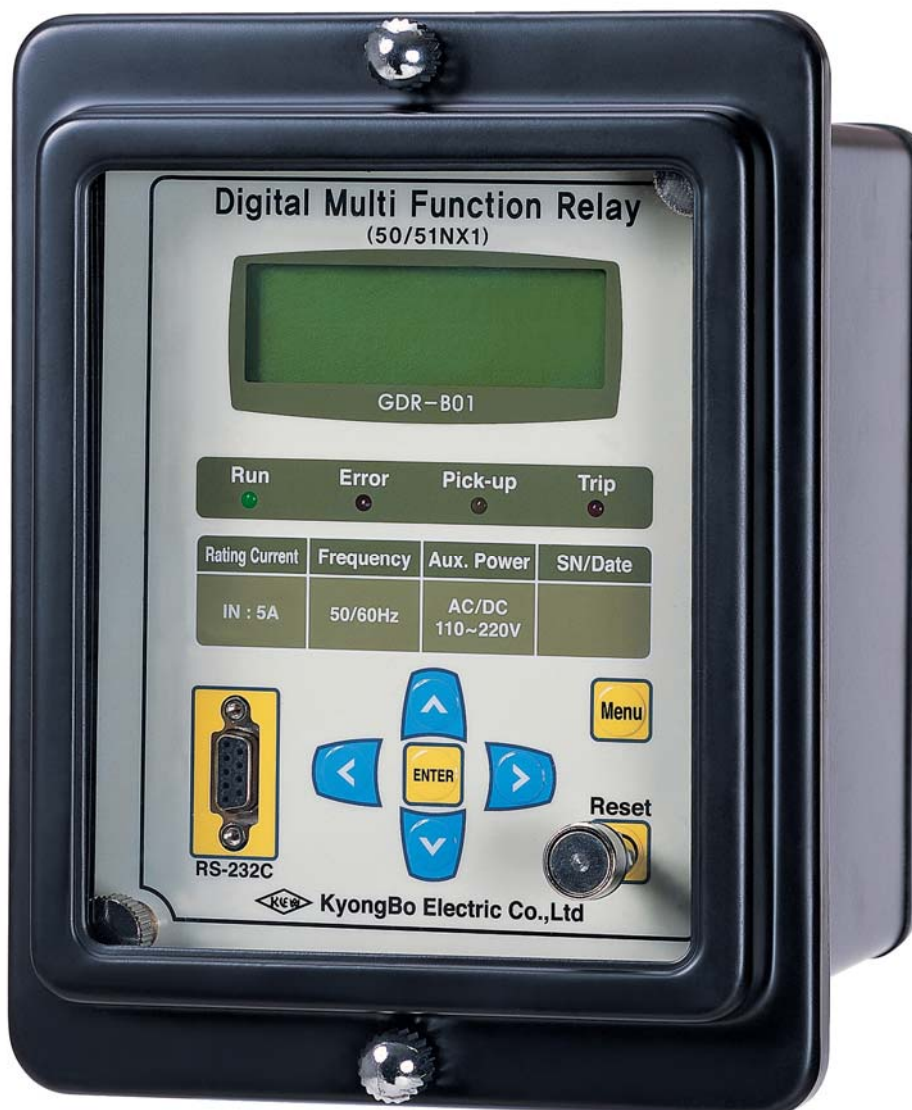 Digital Multi Function Relay
(50/51NX1)
GDR-B01
Run Error Pick-up Trip
Rating Current Frequency Aux. Power SN/Date
IN : 5A 50/60Hz AC/DC
110~220V
Menu
ENTER
Reset
RS-232C
KyongBo Electric Co.,Ltd